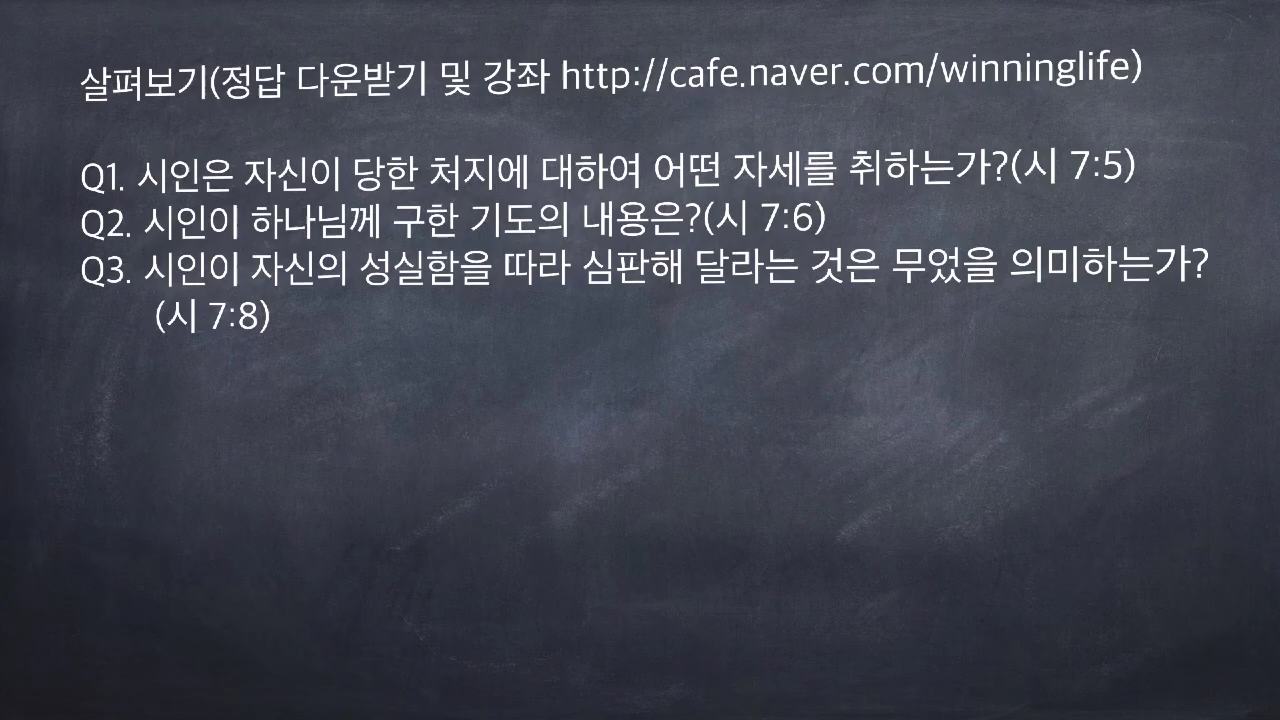 살펴보기(정답 다운받기 및 강좌 http://cafe.naver.com/winninglife)
Q1. 시인은 자신이 당한 처지에 대하여 어떤 자세를 취하는가?(시 7:5)
Q2. 시인이 하나님께 구한 기도의 내용은?(시 7:6)
Q3. 시인이 자신의 성실함을 따라 심판해 달라는 것은 무었을 의미하는가?
(시 7:8)